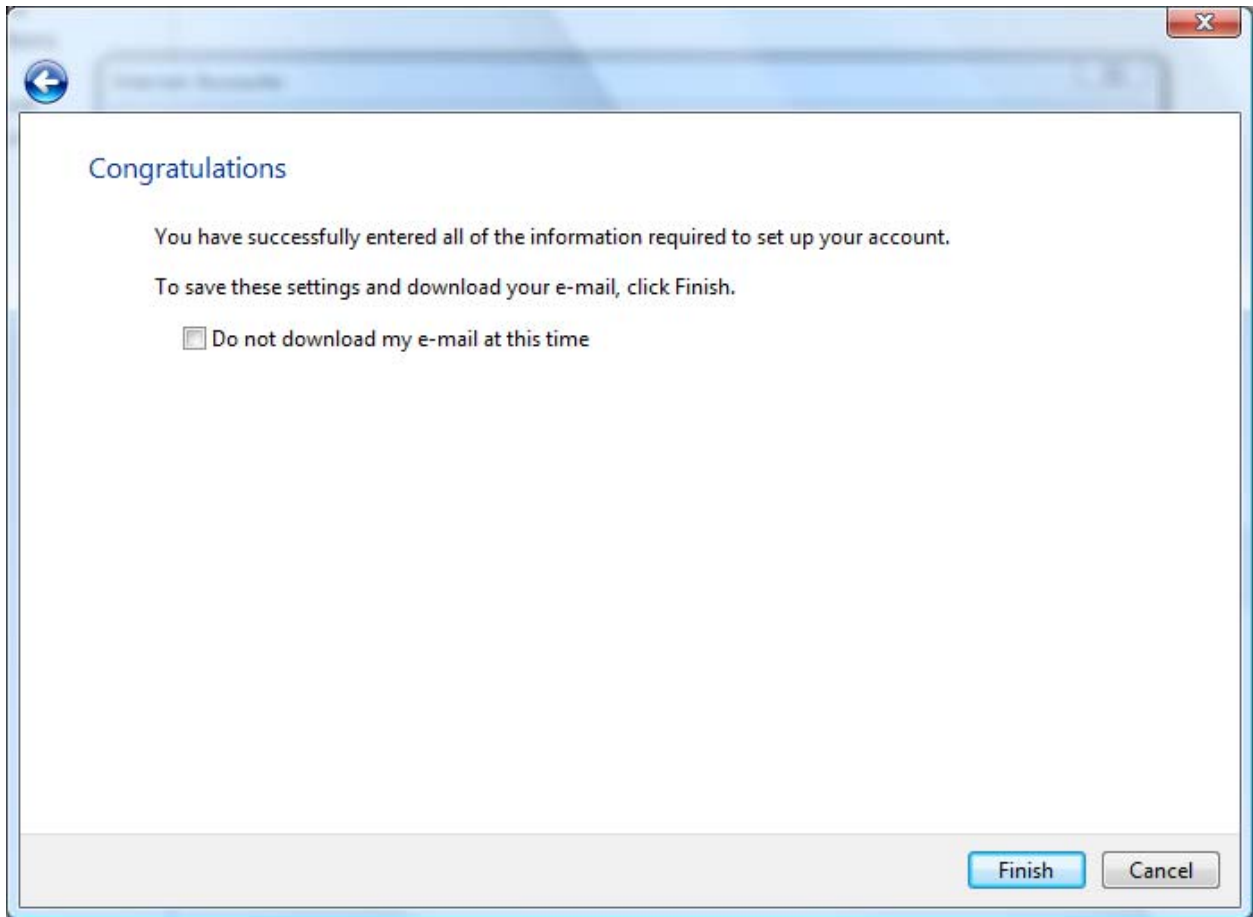 Congratulations
You have successfully entered all of the information required to set up your account.
To save these settings and download your e-mail, click Finish.
Do not download my e-mail at this time
Finish
Cancel